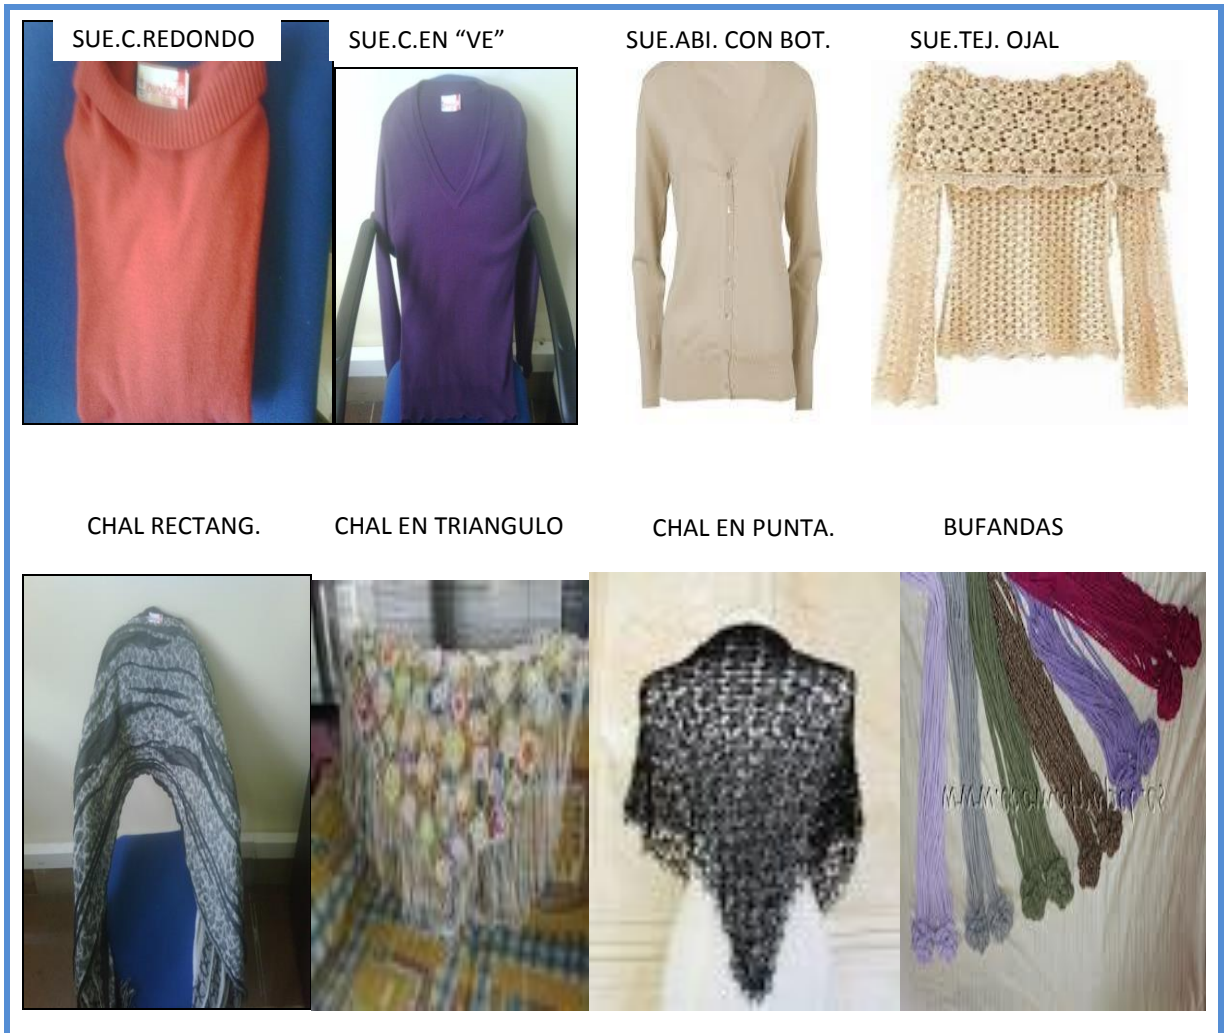 SUE.C.REDONDO
SUE.C.EN “VE”
SUE.ABI. CON BOT.
SUE.TEJ. OJAL
CHAL RECTANG.
CHAL EN TRIANGULO
CHAL EN PUNTA.
BUFANDAS